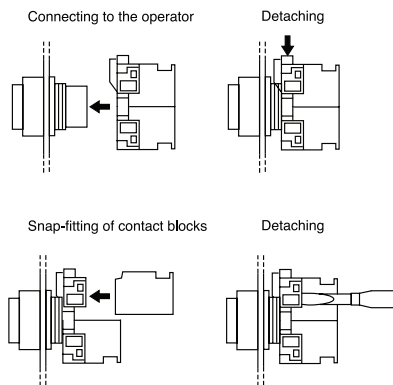 Connecting to the operator
Detaching
Snap-fitting of contact blocks
Detaching